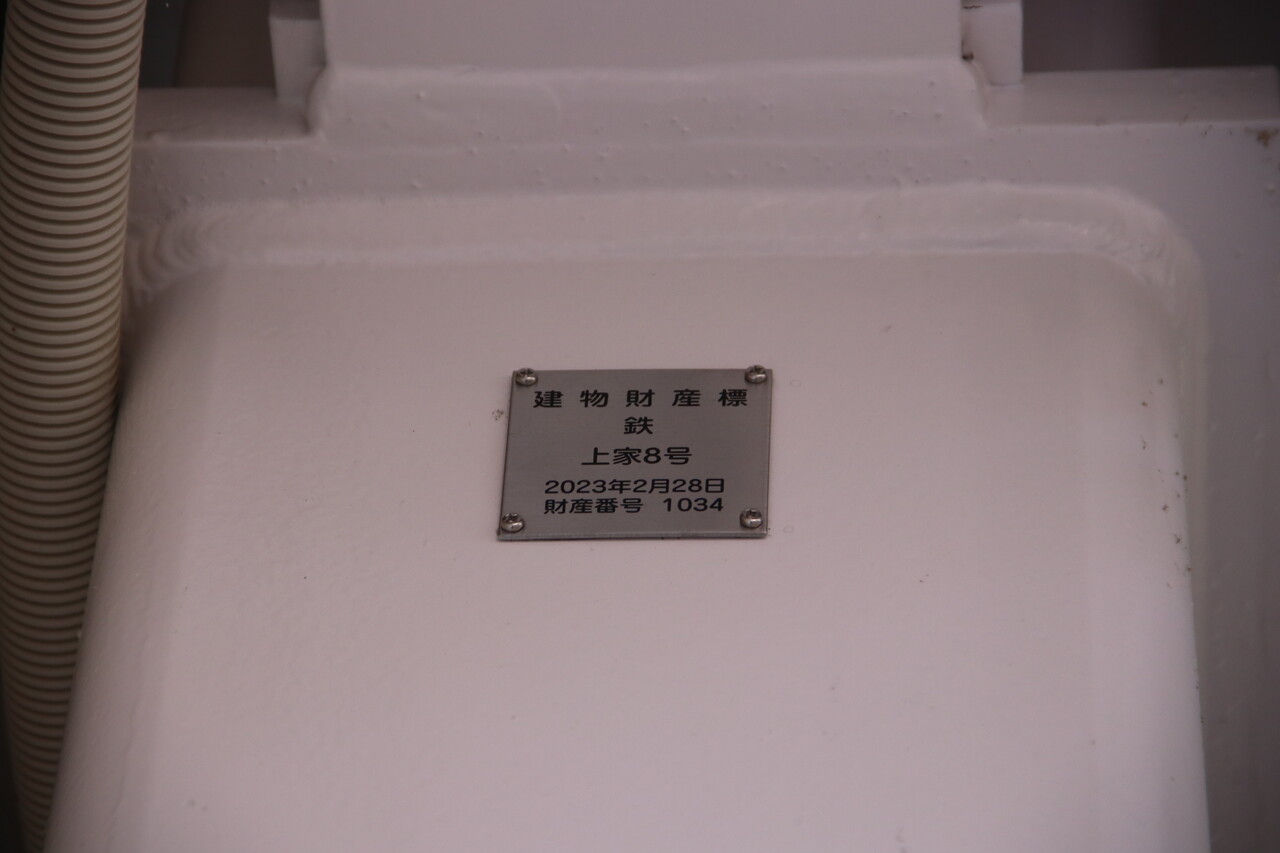 建物財産標
鉄
上家8号
2023年2月28日
財産番号 1034